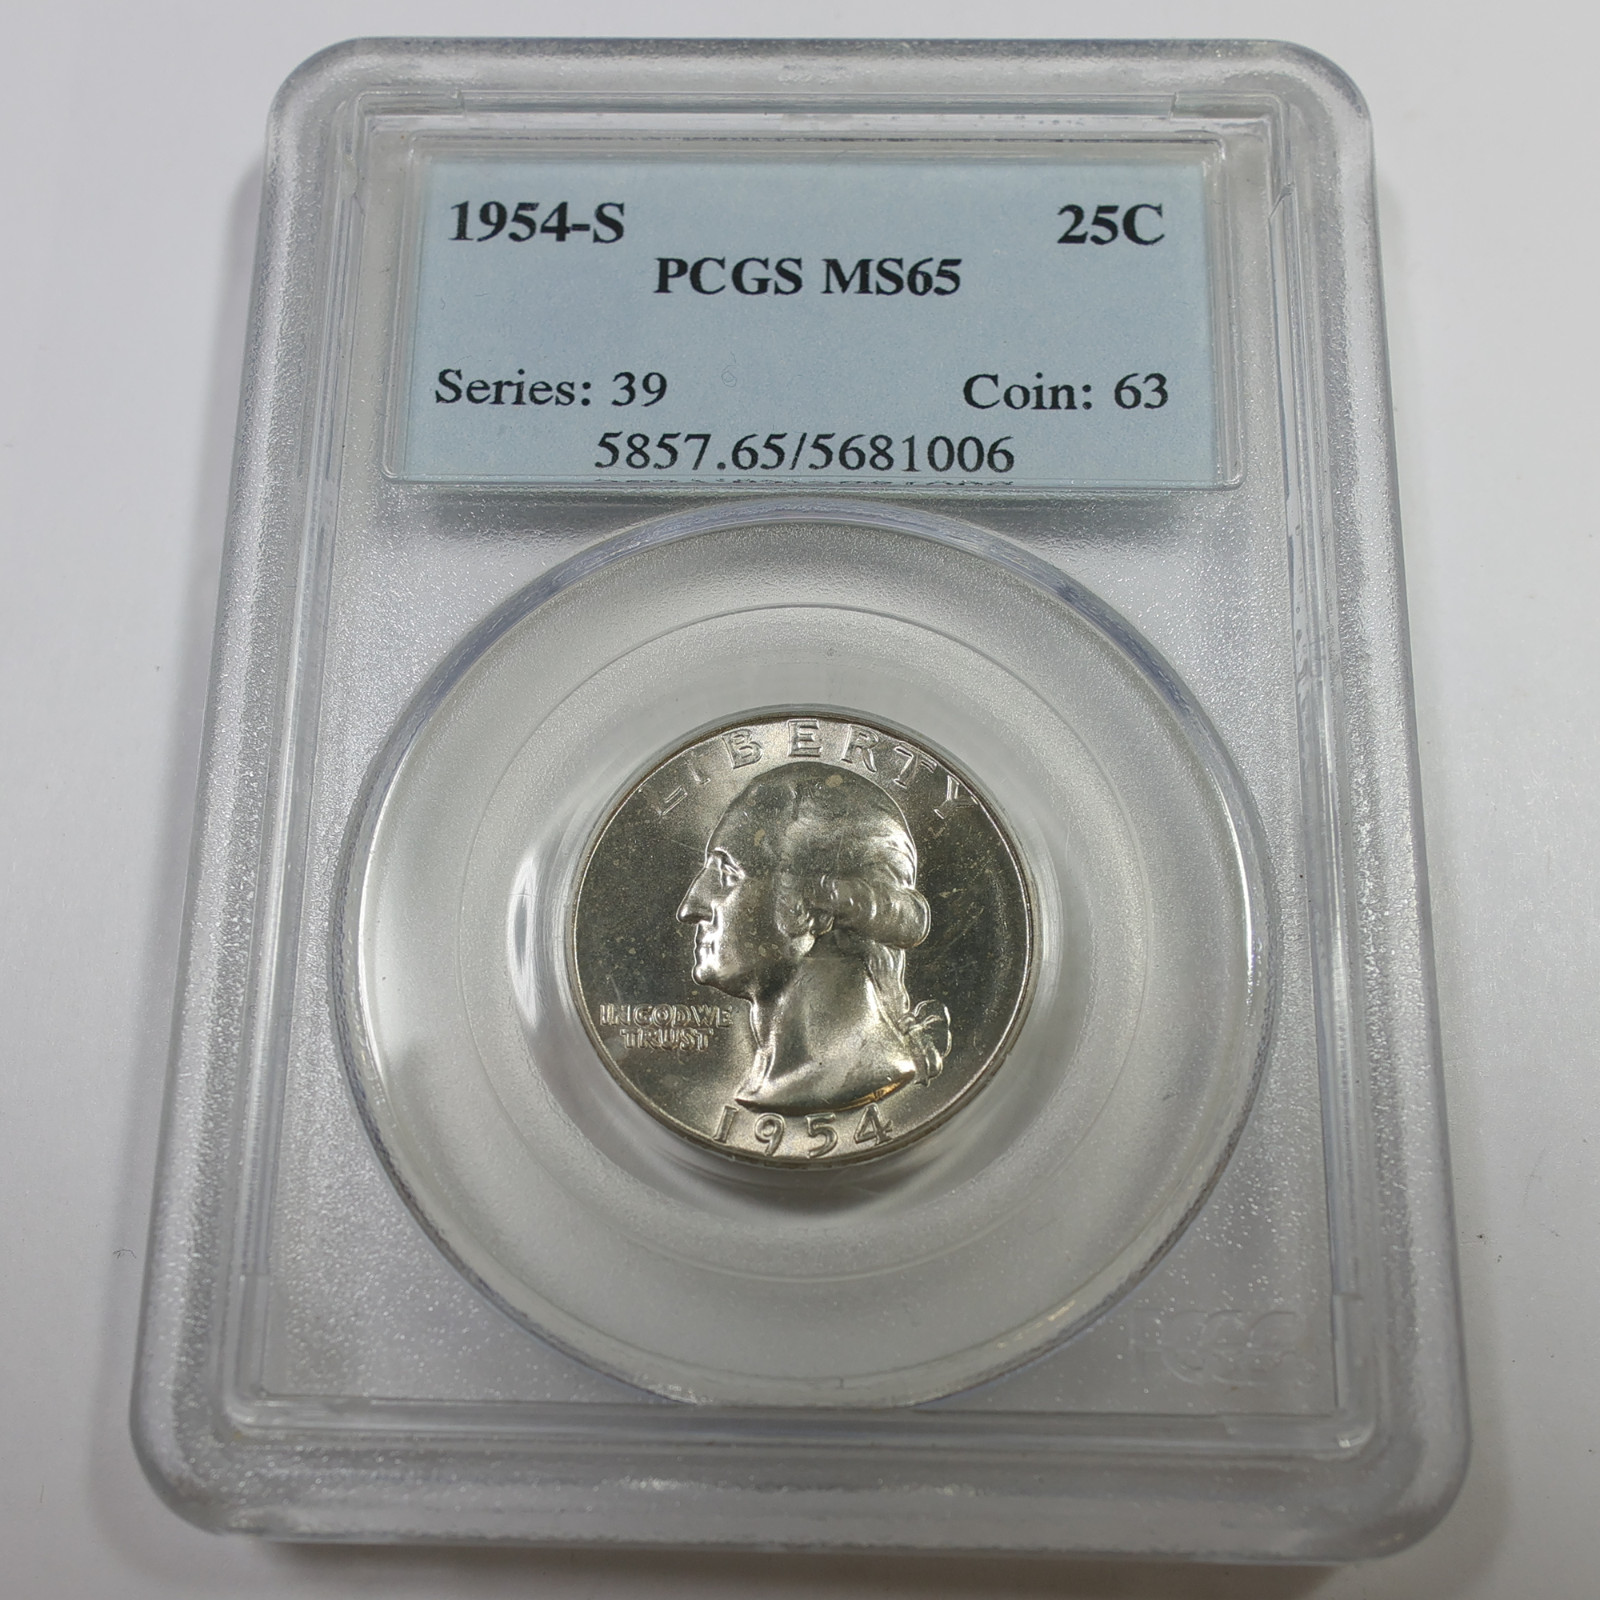 1954-S 25C
PCGS MS65
Series: 39 Coin: 63
5857.65/5681006
LIBERTY
IN GOD WE
TRUST
1954